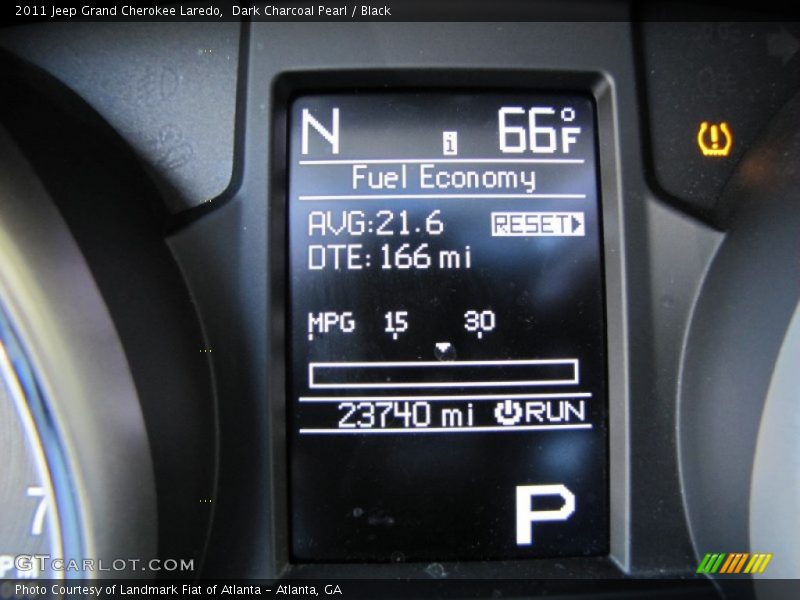 2011 Jeep Grand Cherokee Laredo,  Dark Charcoal Pearl / Black
N i 66°F
Fuel Economy
AVG:21.6 RESET
DTE: 166 mi
MPG 15 30
23740 mi RUN
P
7
GTCARLOT.COM
Photo Courtesy of Landmark Fiat of Atlanta - Atlanta, GA